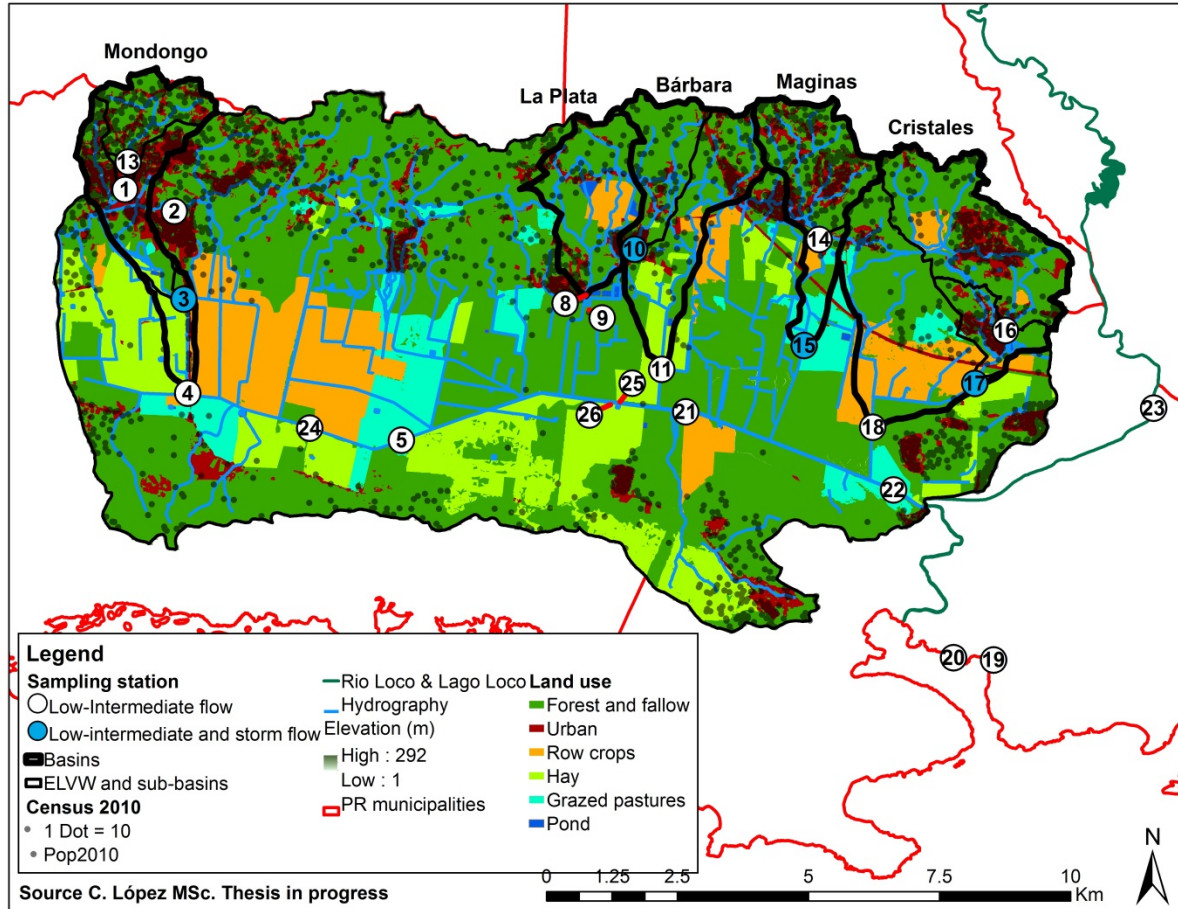 Mondongo
La Plata
Bárbara
Maginas
Cristales
13
1
2
3
4
8
9
10
11
14
15
16
17
18
25
26
21
24
5
22
23
20
19
Legend
Sampling station
Low-Intermediate flow
Low-intermediate and storm flow
Basins
ELVW and sub-basins
Census 2010
1 Dot = 10
Pop2010
Rio Loco & Lago Loco
Hydrography
Elevation (m)
High : 292
Low : 1
PR municipalities
Land use
Forest and fallow
Urban
Row crops
Hay
Grazed pastures
Pond
Source C. López MSc. Thesis in progress
0 1.25 2.5 5 7.5 10
Km
N